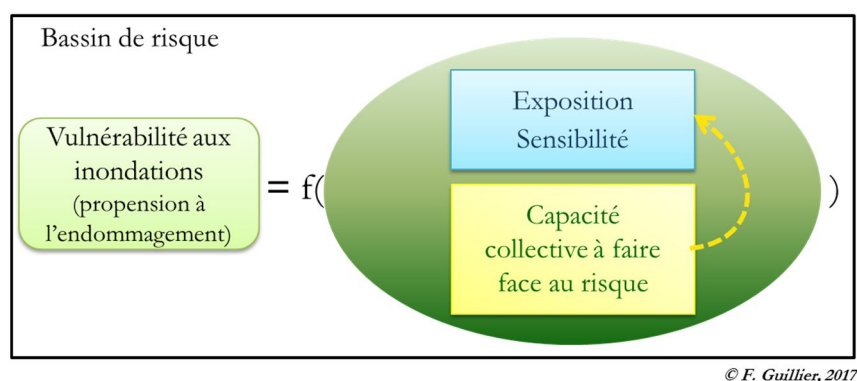 Bassin de risque
Vulnérabilité aux
inondations
(propension à
l'endommagement)
= f(
Exposition
Sensibilité
Capacité
collective à faire
face au risque
)
© F. Guillier, 2017